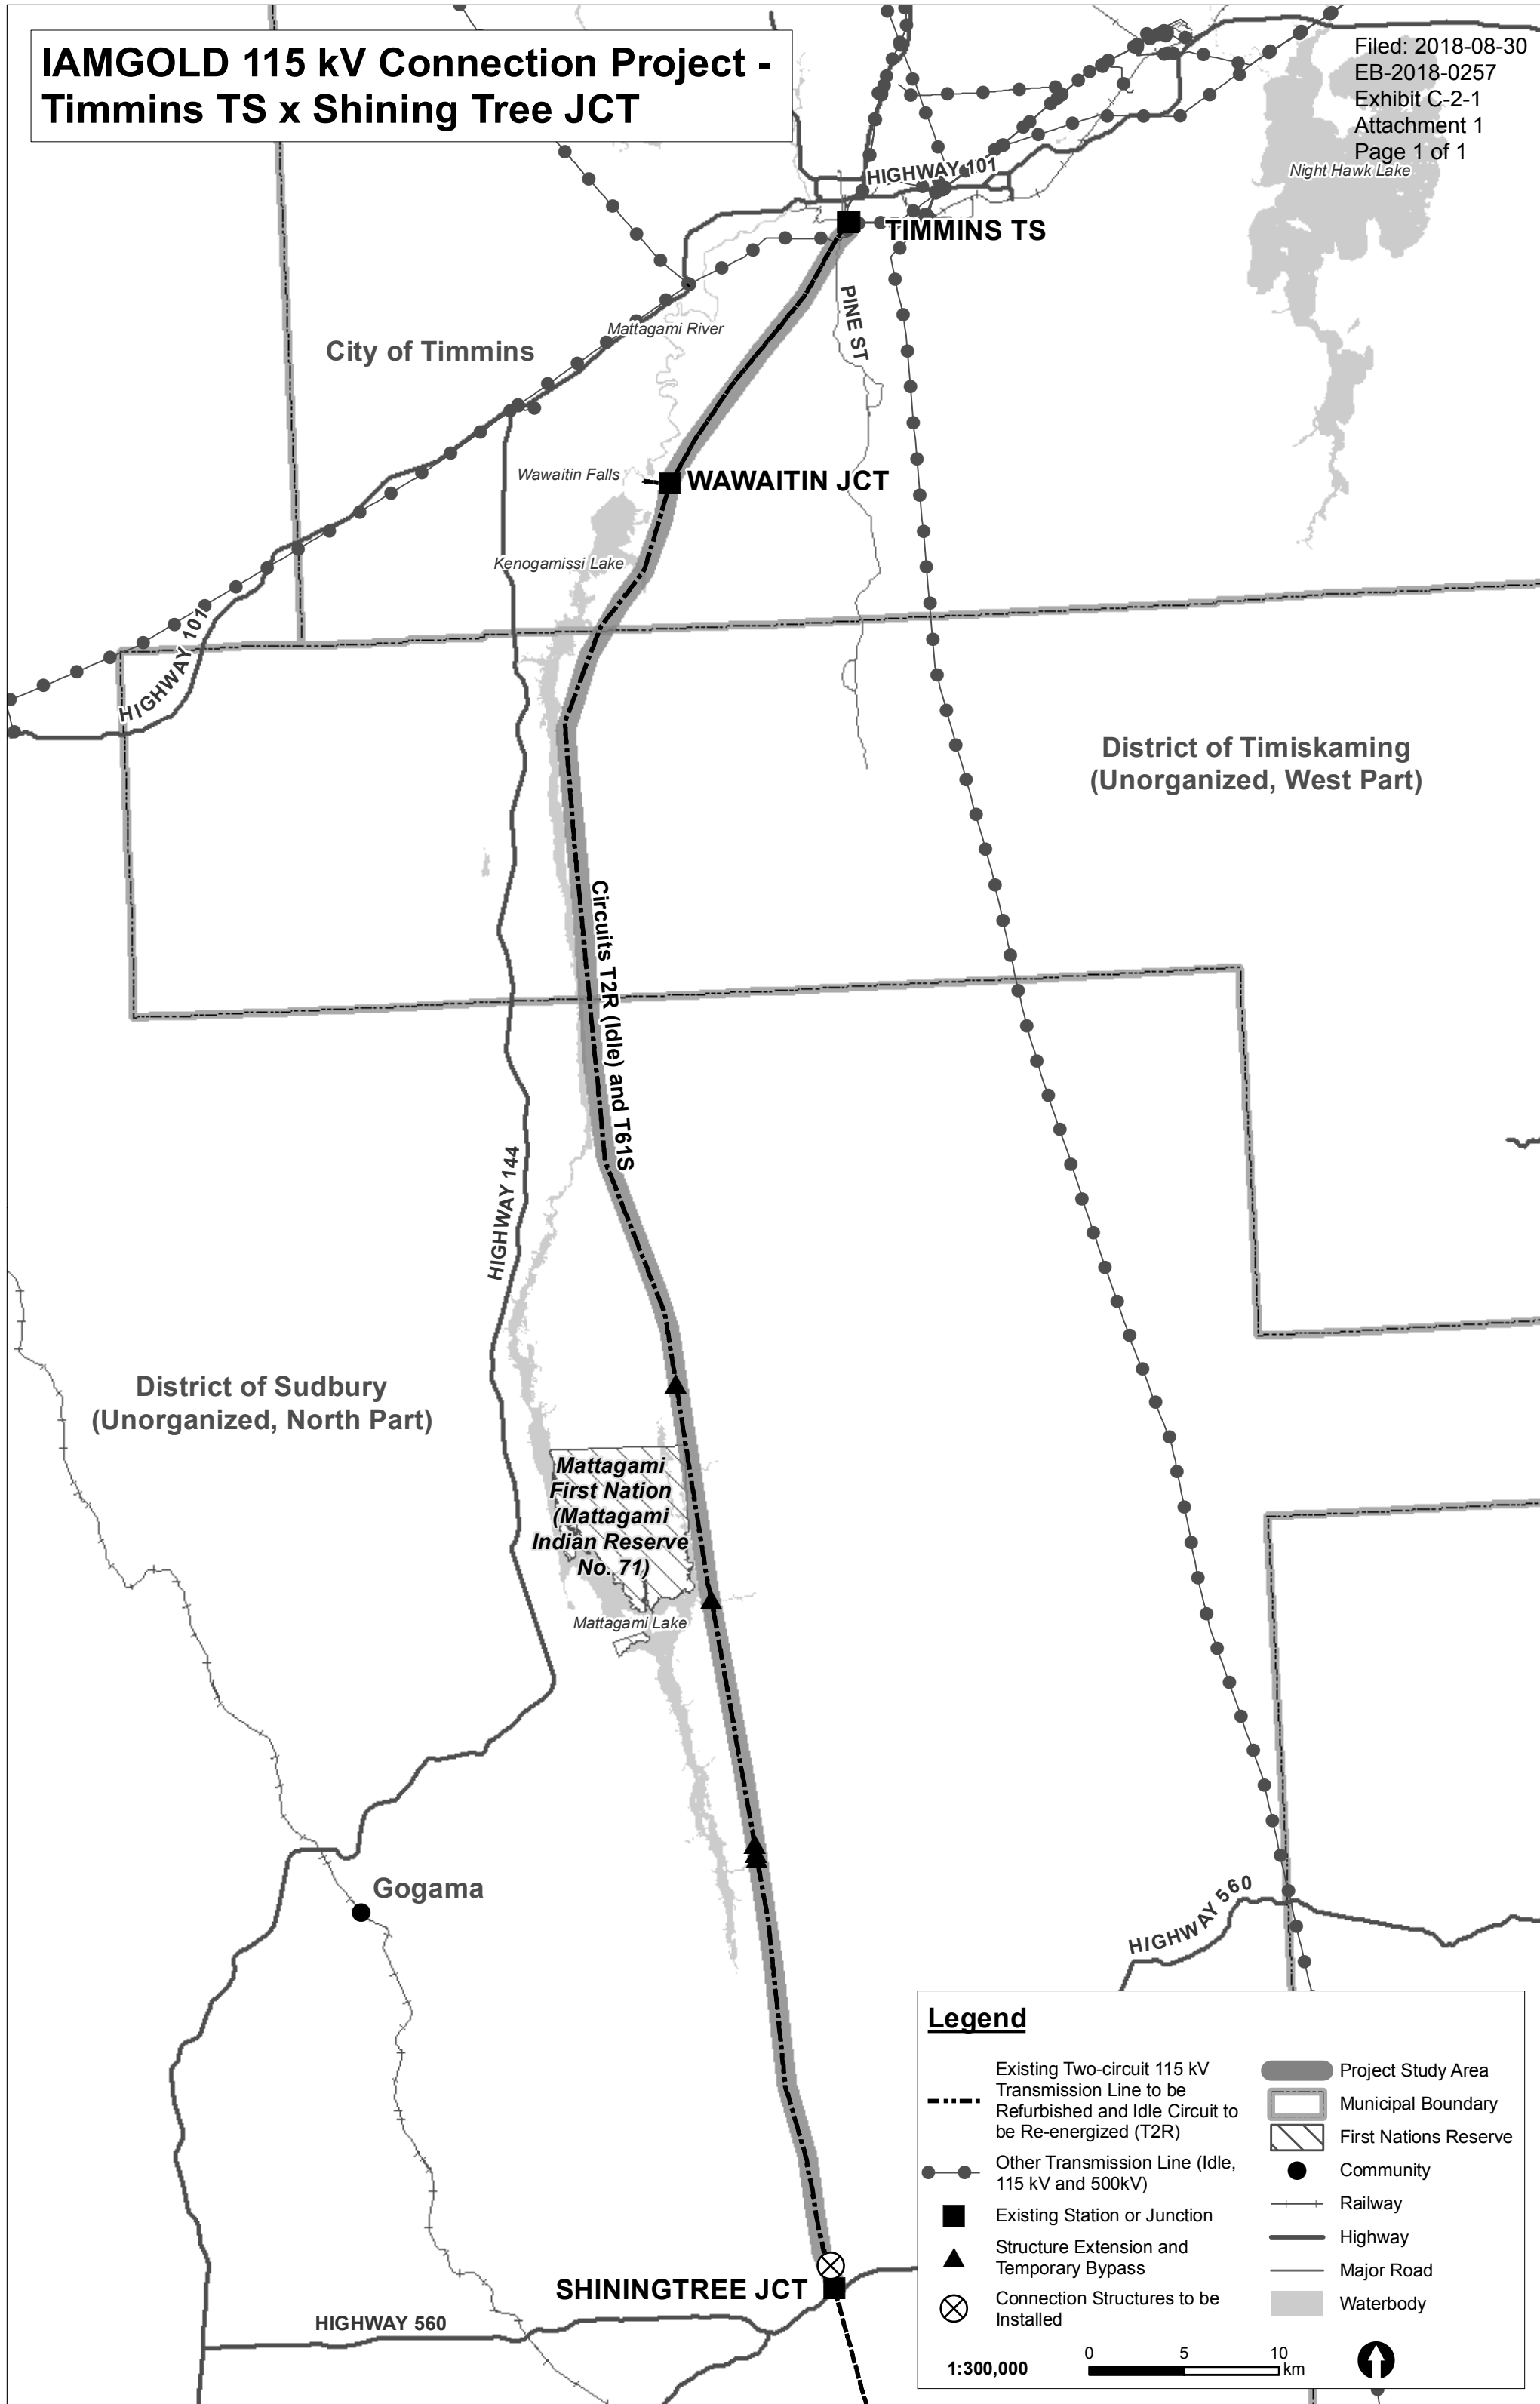 IAMGOLD 115 kV Connection Project -
Timmins TS x Shining Tree JCT
Filed: 2018-08-30
EB-2018-0257
Exhibit C-2-1
Attachment 1
Page 1 of 1
Night Hawk Lake
HIGHWAY 101
TIMMINS TS
PINE ST
Mattagami River
City of Timmins
Wawaitin Falls
WAWAITIN JCT
Kenogamissi Lake
HIGHWAY 101
District of Timiskaming
(Unorganized, West Part)
Circuits T2R (Idle) and T61S
HIGHWAY 144
District of Sudbury
(Unorganized, North Part)
Mattagami
First Nation
(Mattagami
Indian Reserve
No. 71)
Mattagami Lake
Gogama
HIGHWAY 560
SHININGTREE JCT
HIGHWAY 560
Legend
Existing Two-circuit 115 kV
Transmission Line to be
Refurbished and Idle Circuit to
be Re-energized (T2R)
Other Transmission Line (Idle,
115 kV and 500kV)
Existing Station or Junction
Structure Extension and
Temporary Bypass
Connection Structures to be
Installed
Project Study Area
Municipal Boundary
First Nations Reserve
Community
Railway
Highway
Major Road
Waterbody
1:300,000
0 5 10
km